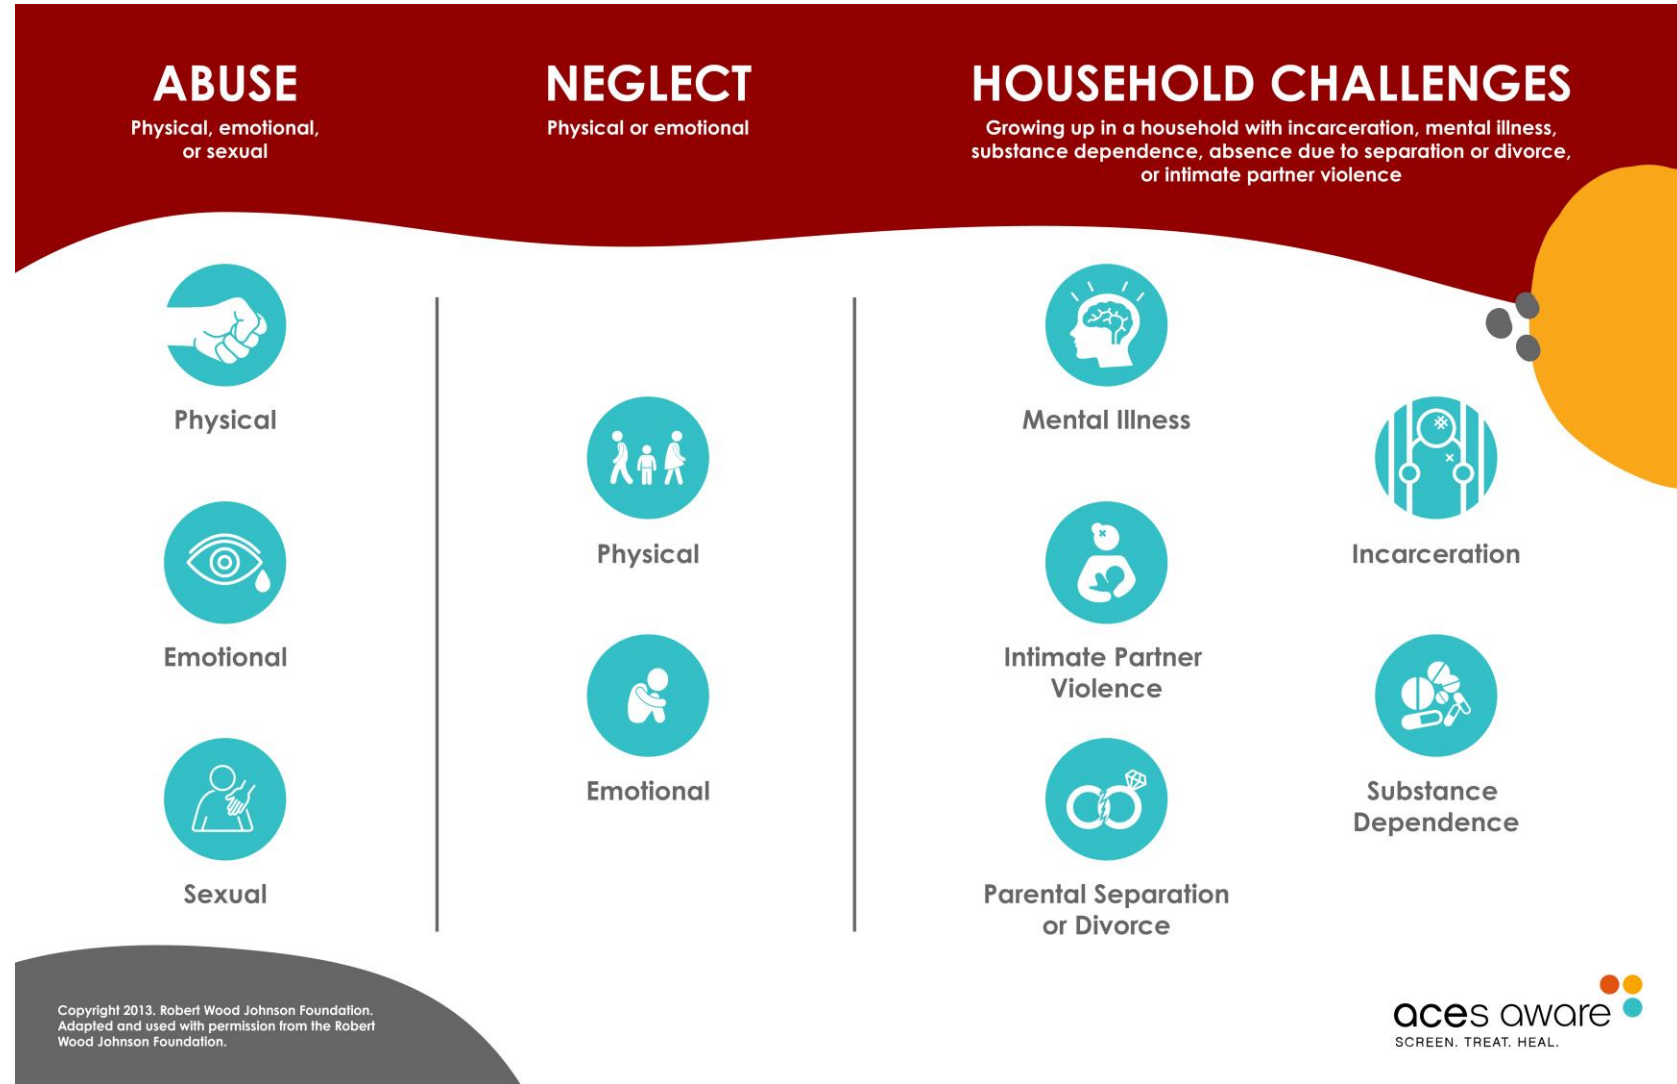 ABUSE
Physical, emotional,
or sexual
NEGLECT
Physical or emotional
HOUSEHOLD CHALLENGES
Growing up in a household with incarceration, mental illness,
substance dependence, absence due to separation or divorce,
or intimate partner violence
Physical
Emotional
Sexual
Physical
Emotional
Mental Illness
Intimate Partner
Violence
Parental Separation
or Divorce
Incarceration
Substance
Dependence
Copyright 2013. Robert Wood Johnson Foundation.
Adapted and used with permission from the Robert
Wood Johnson Foundation.
aces aware
SCREEN. TREAT. HEAL.